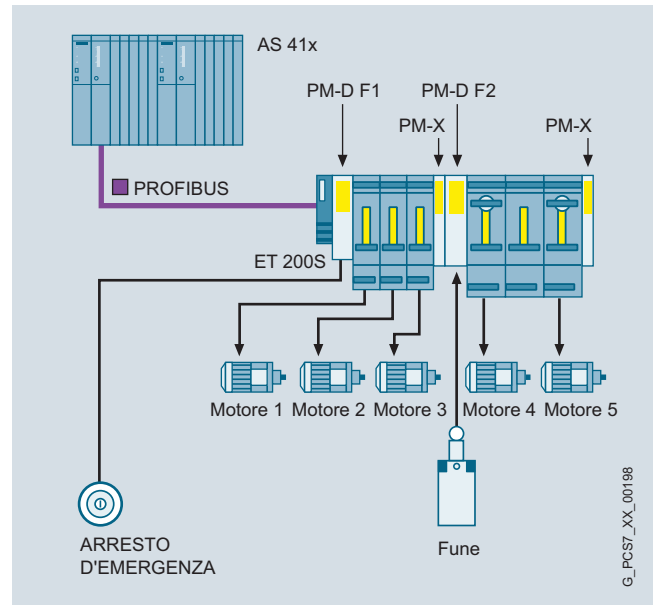 AS 41x
PM-D F1
PM-D F2
PM-X
PM-X
PROFIBUS
ET 200S
Motore 1
Motore 2
Motore 3
Motore 4
Motore 5
ARRESTO
D'EMERGENZA
Fune
G_PCS7_XX_00198